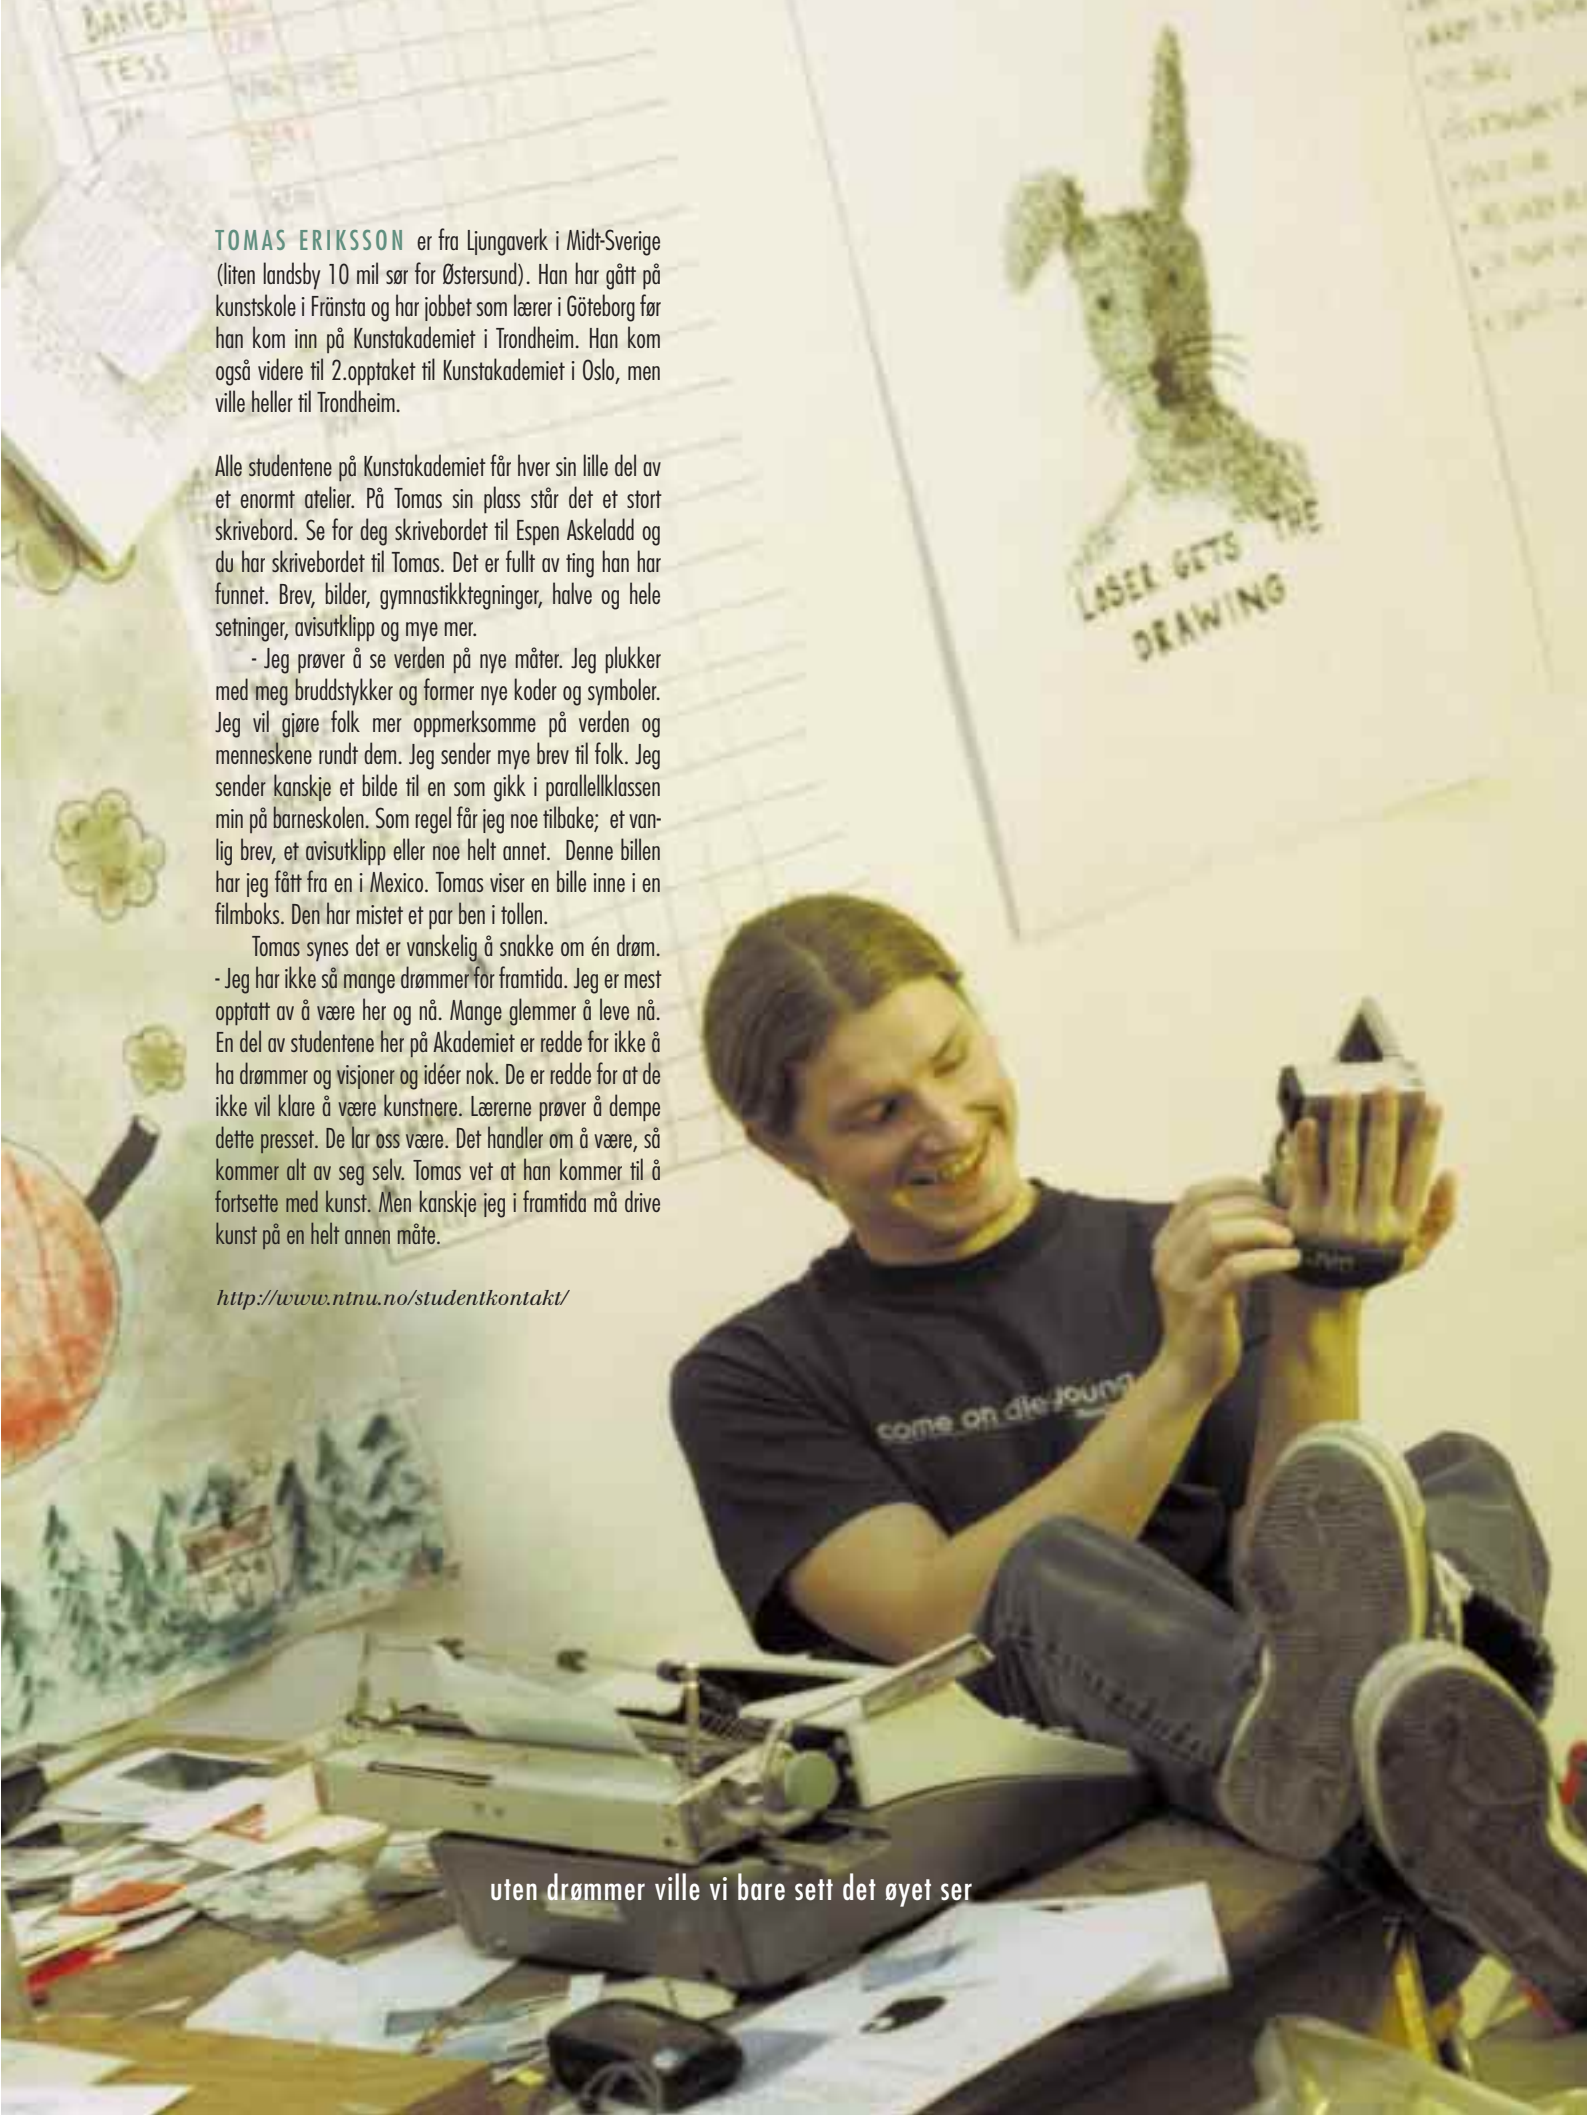 DAMIEN
TESS
TOMAS ERIKSSON er fra Ljungaverk i Midt-Sverige
(liten landsby 10 mil sør for Østersund). Han har gått på
kunstskole i Fränsta og har jobbet som lærer i Göteborg før
han kom inn på Kunstakademiet i Trondheim. Han kom
også videre til 2.opptaket til Kunstakademiet i Oslo, men
ville heller til Trondheim.
Alle studentene på Kunstakademiet får hver sin lille del av
et enormt atelier. På Tomas sin plass står det et stort
skrivebord. Se for deg skrivebordet til Espen Askeladd og
du har skrivebordet til Tomas. Det er fullt av ting han har
funnet. Brev, bilder, gymnastikktegninger, halve og hele
setninger, avisutklipp og mye mer.
- Jeg prøver å se verden på nye måter. Jeg plukker
med meg bruddstykker og former nye koder og symboler.
Jeg vil gjøre folk mer oppmerksomme på verden og
menneskene rundt dem. Jeg sender mye brev til folk. Jeg
sender kanskje et bilde til en som gikk i parallellklassen
min på barneskolen. Som regel får jeg noe tilbake; et van-
lig brev, et avisutklipp eller noe helt annet. Denne billen
har jeg fått fra en i Mexico. Tomas viser en bille inne i en
filmboks. Den har mistet et par ben i tollen.
Tomas synes det er vanskelig å snakke om én drøm.
- Jeg har ikke så mange drømmer for framtida. Jeg er mest
opptatt av å være her og nå. Mange glemmer å leve nå.
En del av studentene her på Akademiet er redde for ikke å
ha drømmer og visjoner og idéer nok. De er redde for at de
ikke vil klare å være kunstnere. Lærerne prøver å dempe
dette presset. De lar oss være. Det handler om å være, så
kommer alt av seg selv. Tomas vet at han kommer til å
fortsette med kunst. Men kanskje jeg i framtida må drive
kunst på en helt annen måte.
http://www.ntnu.no/studentkontakt/
LOSER GETS THE
DRAWING
come on die young
uten drømmer ville vi bare sett det øyet ser